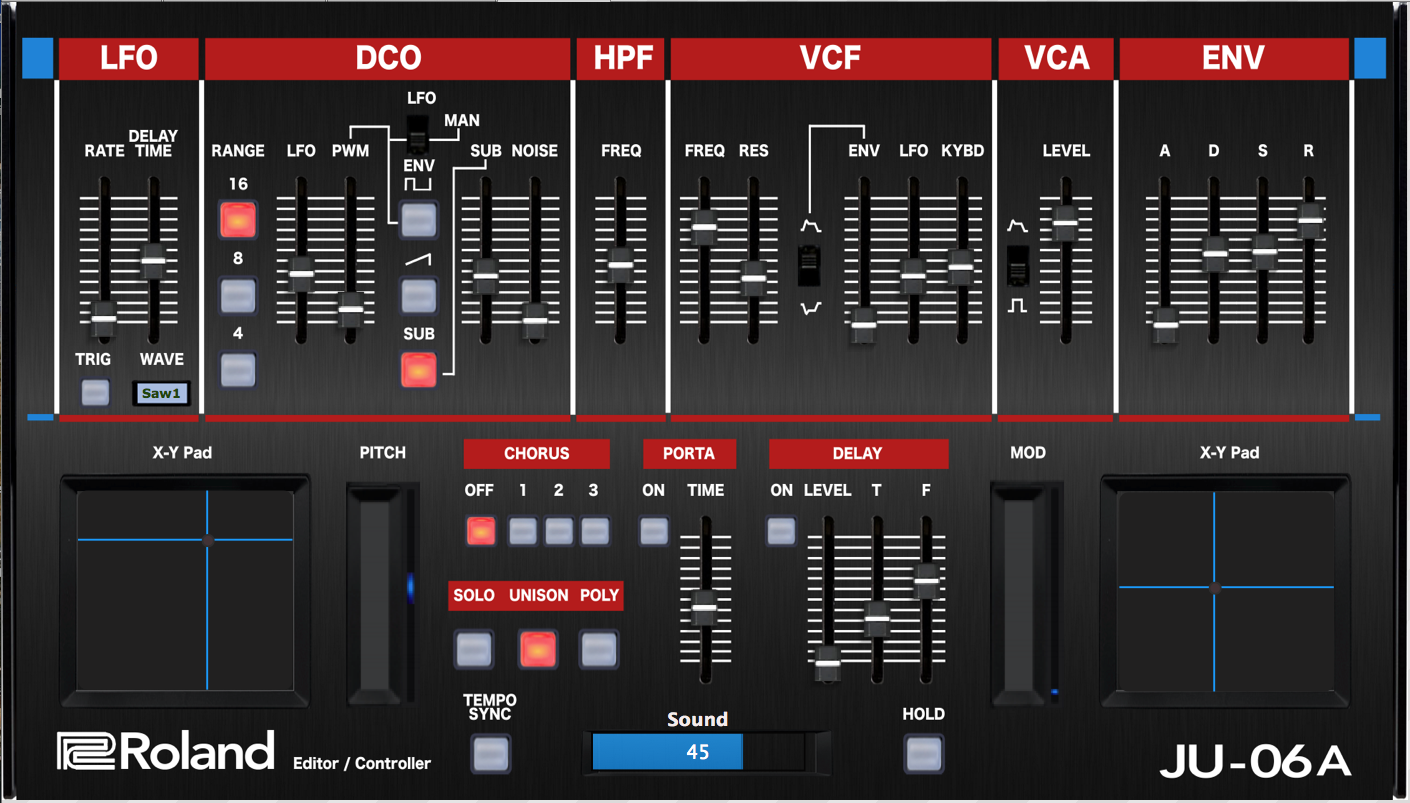 LFO DCO HPF VCF VCA ENV
LFO
MAN
DELAY
RATE TIME RANGE LFO PWM SUB NOISE FREQ FREQ RES ENV LFO KYBD LEVEL A D S R
ENV
16
8
4
SUB
TRIG WAVE
Saw1
X-Y Pad PITCH CHORUS PORTA DELAY MOD X-Y Pad
OFF 1 2 3 ON TIME ON LEVEL T F
SOLO UNISON POLY
TEMPO
SYNC
HOLD
Sound
45
Roland Editor / Controller
JU-06A